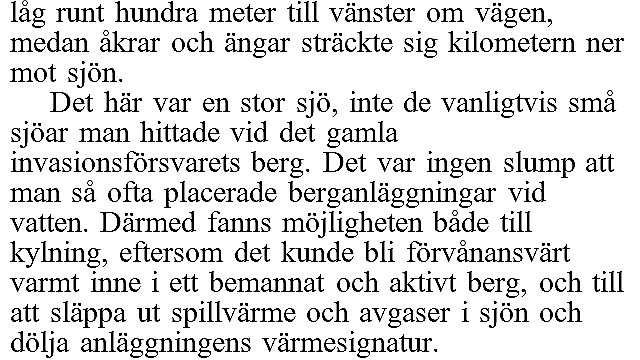 låg runt hundra meter till vänster om vägen,
medan åkrar och ängar sträckte sig kilometern ner
mot sjön.
Det här var en stor sjö, inte de vanligtvis små
sjöar man hittade vid det gamla
invasionsförsvarets berg. Det var ingen slump att
man så ofta placerade berganläggningar vid
vatten. Därmed fanns möjligheten både till
kylning, eftersom det kunde bli förvånansvärt
varmt inne i ett bemannat och aktivt berg, och till
att släppa ut spillvärme och avgaser i sjön och
dölja anläggningens värmesignatur.